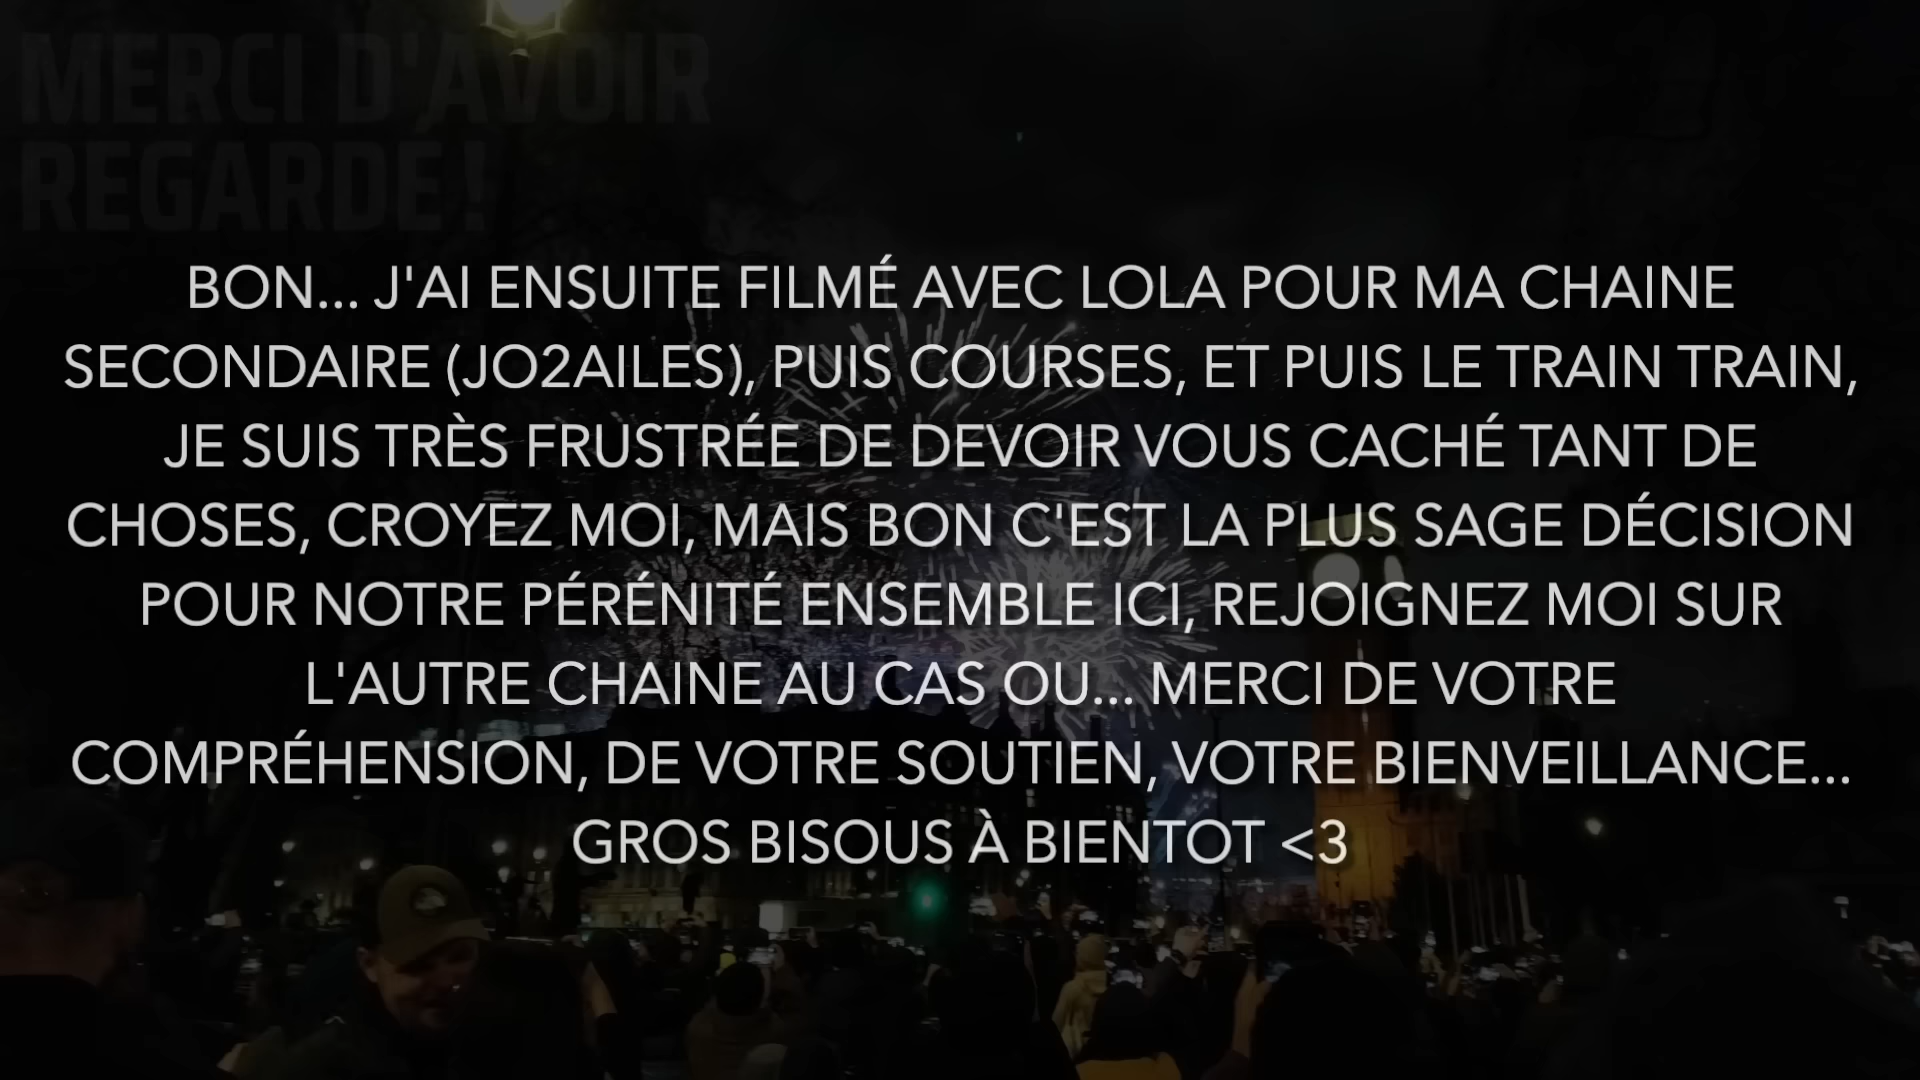 MERCI D'AVOIR
REGARDÉ !
BON... J'AI ENSUITE FILMÉ AVEC LOLA POUR MA CHAINE
SECONDAIRE (JO2AILES), PUIS COURSES, ET PUIS LE TRAIN TRAIN,
JE SUIS TRÈS FRUSTRÉE DE DEVOIR VOUS CACHÉ TANT DE
CHOSES, CROYEZ MOI, MAIS BON C'EST LA PLUS SAGE DÉCISION
POUR NOTRE PÉRÉNITÉ ENSEMBLE ICI, REJOIGNEZ MOI SUR
L'AUTRE CHAINE AU CAS OU... MERCI DE VOTRE
COMPRÉHENSION, DE VOTRE SOUTIEN, VOTRE BIENVEILLANCE...
GROS BISOUS À BIENTOT <3